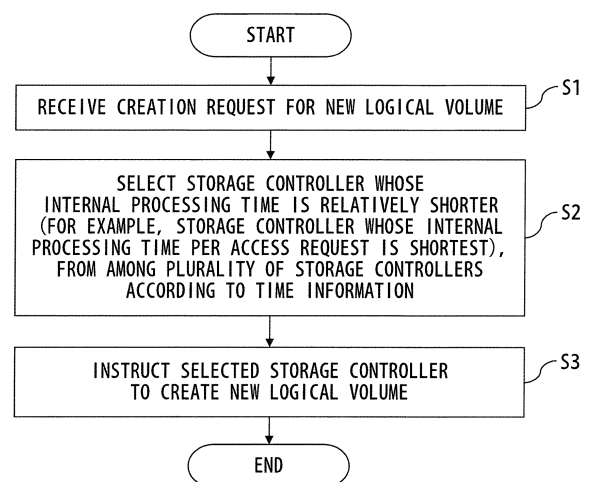 START
RECEIVE CREATION REQUEST FOR NEW LOGICAL VOLUME
S1
SELECT STORAGE CONTROLLER WHOSE
INTERNAL PROCESSING TIME IS RELATIVELY SHORTER
(FOR EXAMPLE, STORAGE CONTROLLER WHOSE INTERNAL
PROCESSING TIME PER ACCESS REQUEST IS SHORTEST),
FROM AMONG PLURALITY OF STORAGE CONTROLLERS
ACCORDING TO TIME INFORMATION
S2
INSTRUCT SELECTED STORAGE CONTROLLER
TO CREATE NEW LOGICAL VOLUME
S3
END